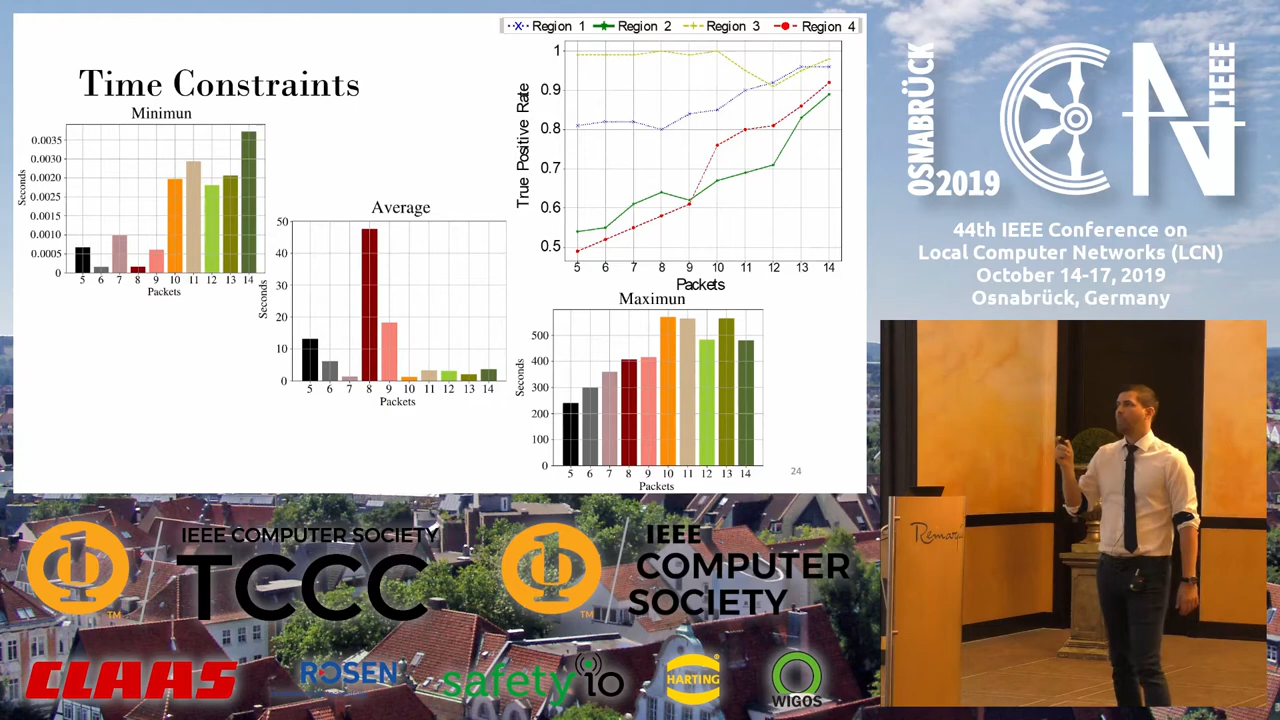 Time Constraints
Minimun
0.0035
0.0030
0.0025
0.0020
0.0015
0.0010
0.0005
0
Seconds
5 6 7 8 9 10 11 12 13 14
Packets
Average
50
40
30
20
10
0
Seconds
5 6 7 8 9 10 11 12 13 14
Packets
Region 1 Region 2 Region 3 Region 4
1
0.9
0.8
0.7
0.6
0.5
True Positive Rate
5 6 7 8 9 10 11 12 13 14
Packets
Maximun
500
400
300
200
100
0
Seconds
5 6 7 8 9 10 11 12 13 14
Packets
24
OSNABRÜCK
2019
LCN
IEEE
44th IEEE Conference on
Local Computer Networks (LCN)
October 14-17, 2019
Osnabrück, Germany
IEEE COMPUTER SOCIETY
TCCC
TM
IEEE
COMPUTER
SOCIETY
TM
CLAAS
ROSEN
safety io
HARTING
WIGOS